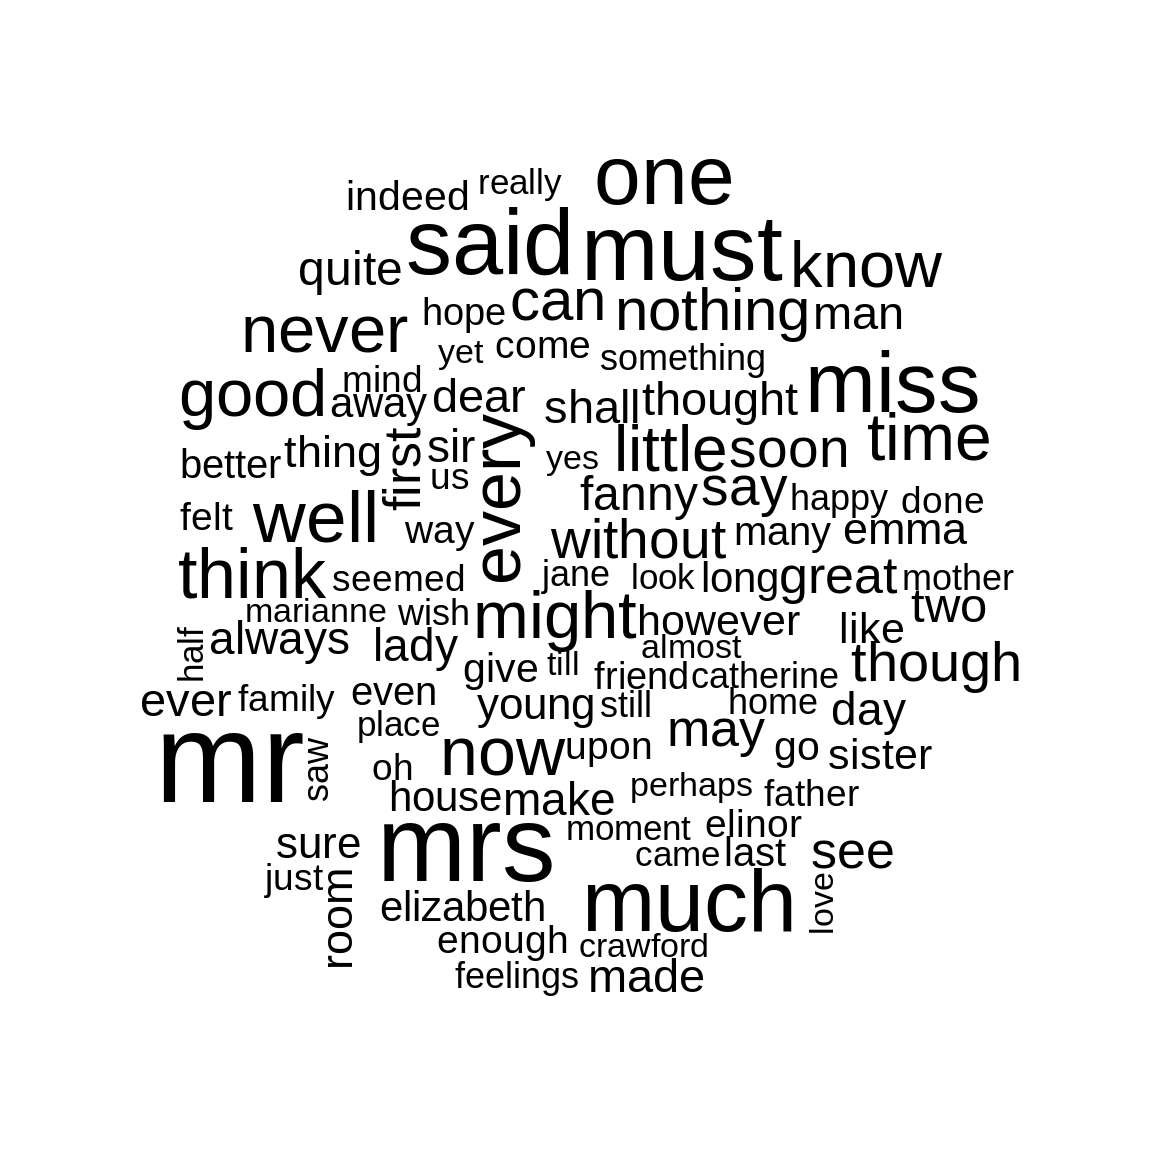 indeed really one
said must know
quite
never hope can nothing man
yet come something
good mind dear shall thought miss
away
better thing first sir every yes little soon time
us
felt well way fanny say happy done
without many emma
think seemed jane look long great mother
marianne wish might however like two
half always lady almost
give till friend catherine though
ever family even young still home day
place
mr saw oh now upon may go sister
house make perhaps father
sure mrs moment elinor
came last see
just room elizabeth much love
enough crawford
feelings made